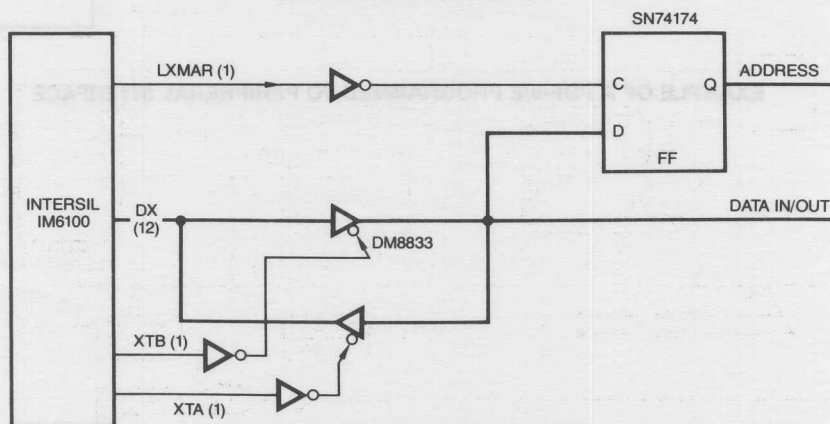 SN74174
LXMAR (1)
C
Q
ADDRESS
D
FF
INTERSIL
IM6100
DX
(12)
DATA IN/OUT
DM8833
XTB (1)
XTA (1)